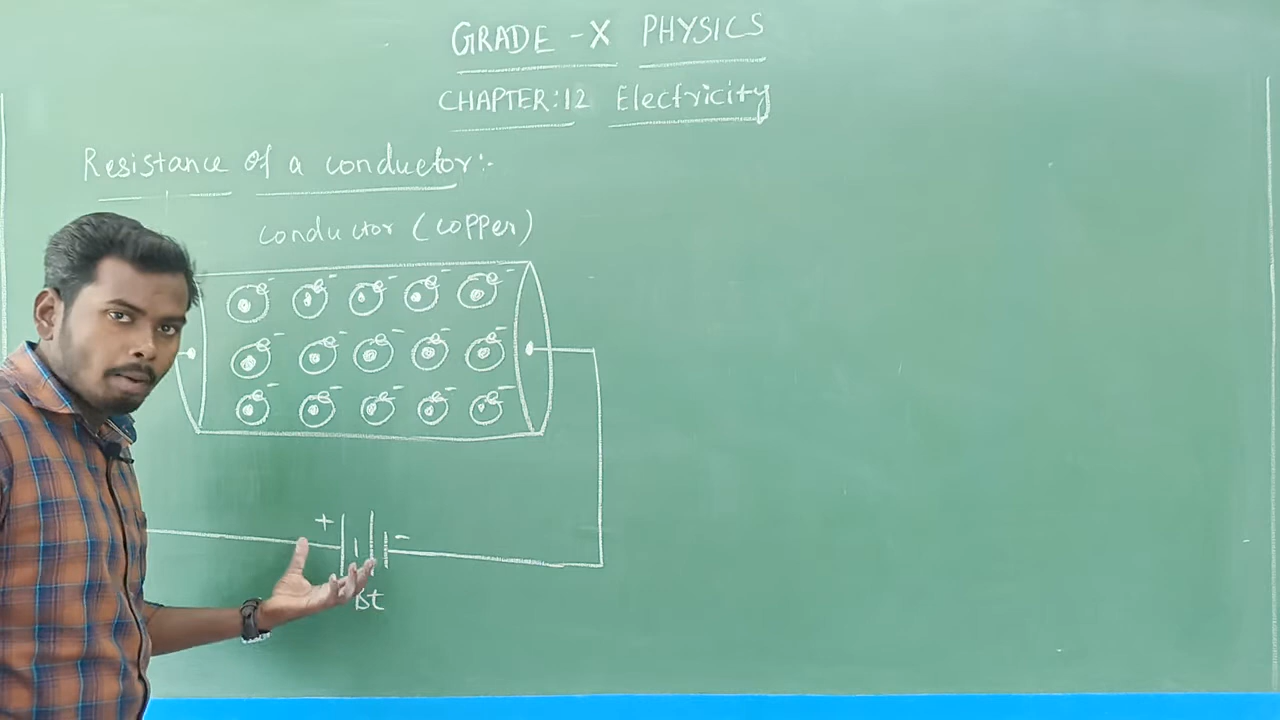 GRADE - X PHYSICS
CHAPTER: 12 Electricity
Resistance of a conductor:-
conductor (copper)
e- e- e- e- e-
e- e- e- e- e-
e- e- e- e- e-
+ -
Bt